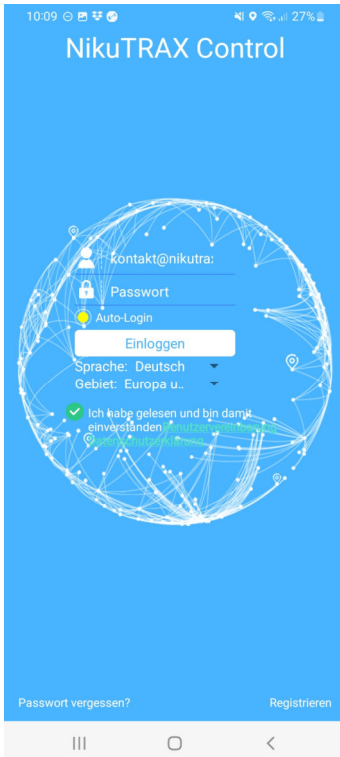 10:09 27%
NikuTRAX Control
kontakt@nikutra
Passwort
Auto-Login
Einloggen
Sprache: Deutsch
Gebiet: Europa u..
Ich habe gelesen und bin damit
einverständen Benutzervereinbarung
Datenschutzerklärung
Passwort vergessen?
Registrieren